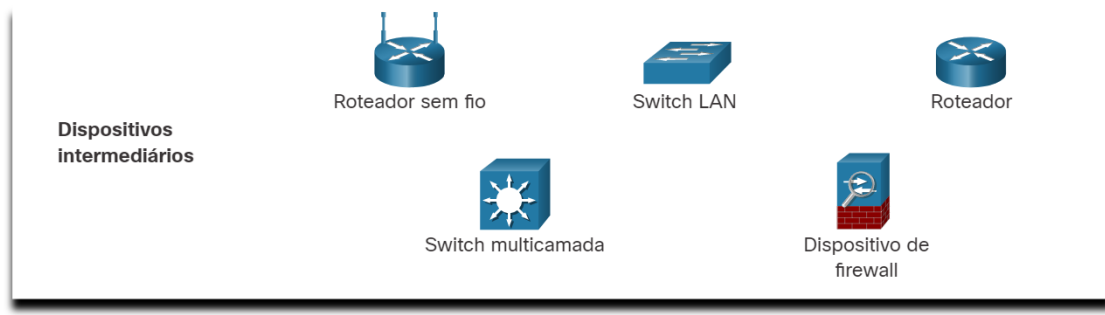 Roteador sem fio
Switch LAN
Roteador
Dispositivos
intermediários
Switch multicamada
Dispositivo de
firewall